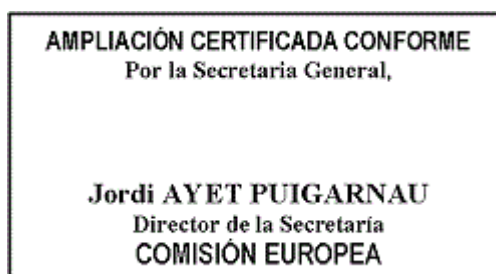 AMPLIACIÓN CERTIFICADA CONFORME
Por la Secretaria General,
Jordi AYET PUIGARNAU
Director de la Secretaría
COMISIÓN EUROPEA